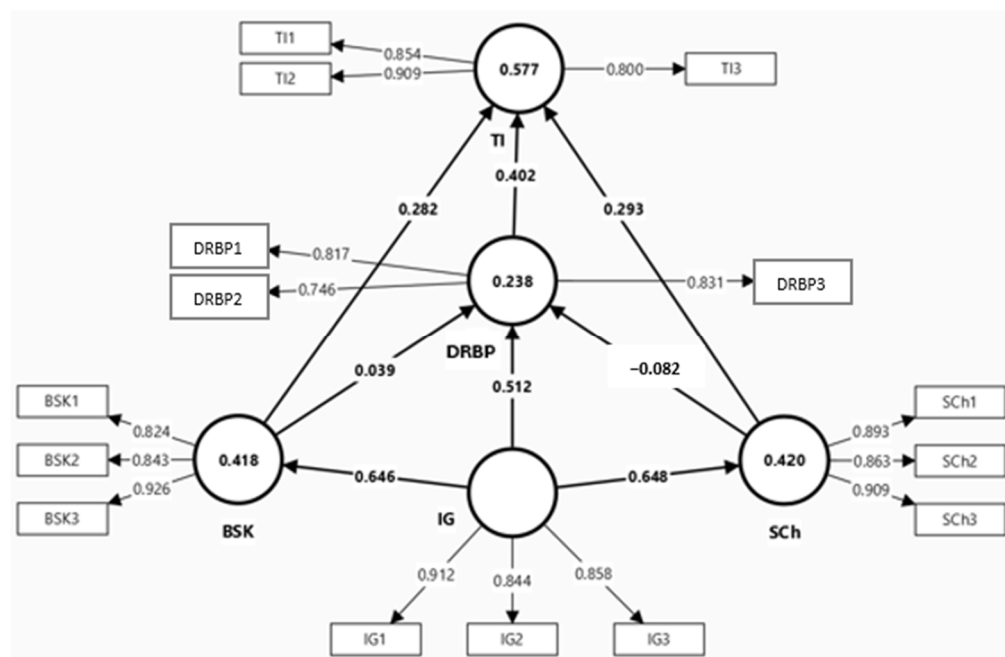 TI1
0.854
TI2
0.909
0.577
0.800
TI3
TI
0.402
0.282
0.293
DRBP1
0.817
DRBP2
0.746
0.238
0.831
DRBP3
DRBP
0.039
0.512
−0.082
BSK1
0.824
BSK2
0.843
BSK3
0.926
0.418
BSK
0.646
IG
0.648
0.420
SCh
0.893
SCh1
0.863
SCh2
0.909
SCh3
0.912
0.844
0.858
IG1
IG2
IG3